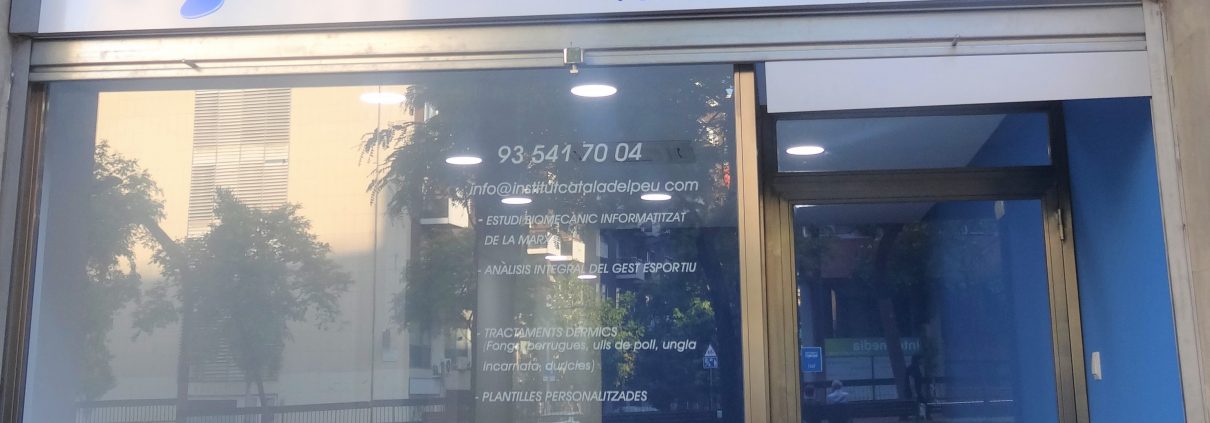 93 541 70 04
info@institutcataladelpeu com
- ESTUDI BIOMECÀNIC INFORMATITZAT
DE LA MARXA
- ANÀLISIS INTEGRAL DEL GEST ESPORTIU
- TRACTAMENTS DÈRMICS
(Fongs, berrugues, ulls de poll, ungla
incarnata, durícies)
- PLANTILLES PERSONALITZADES